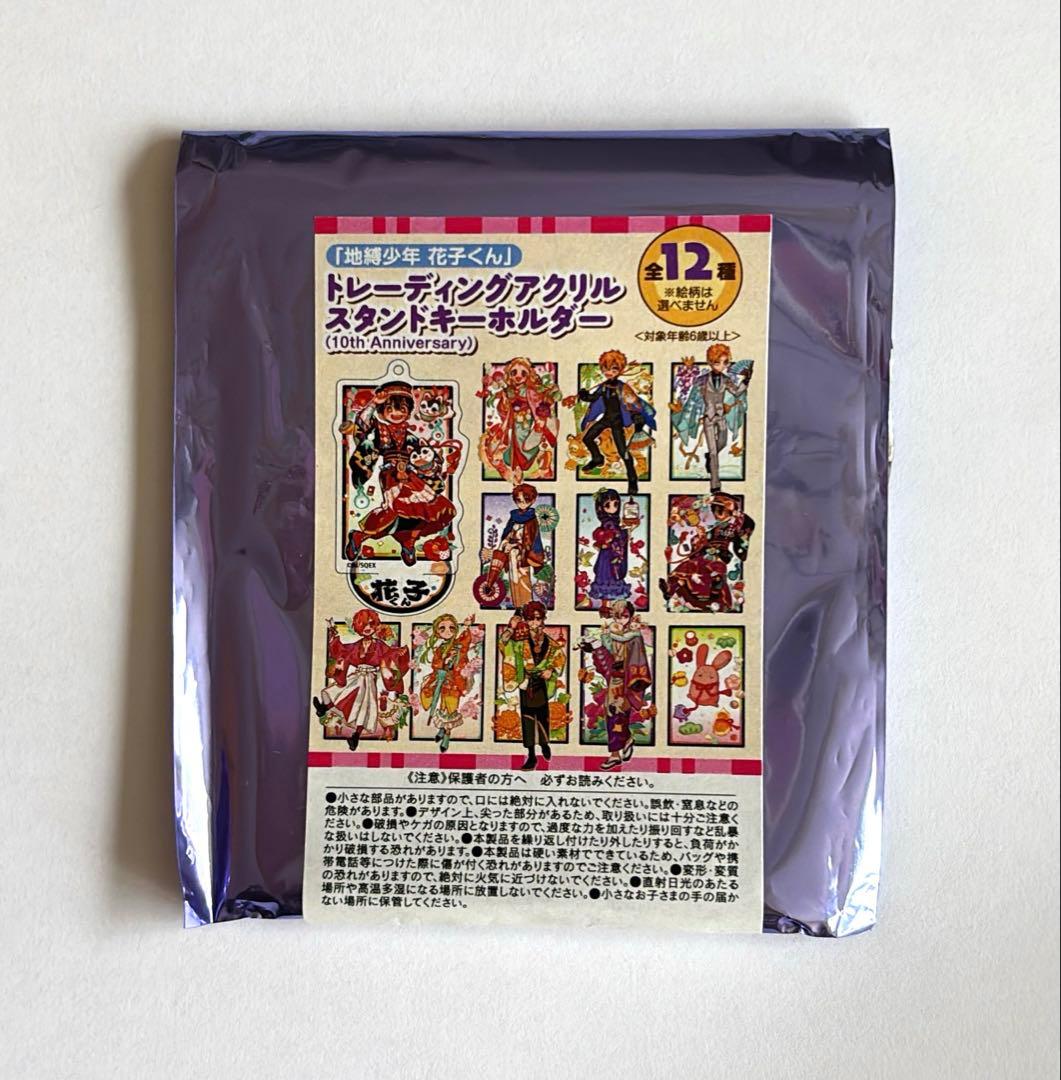 「地縛少年 花子くん」
トレーディングアクリル
スタンドキーホルダー
(10th Anniversary)
全12種
※絵柄は
選べません
＜対象年齢6歳以上＞
花子
くん
《注意》保護者の方へ 必ずお読みください。
●小さな部品がありますので、口には絶対に入れないでください。誤飲・窒息などの
危険があります。●デザイン上、尖った部分があるため、取り扱いには十分ご注意く
ださい。●破損やケガの原因となりますので、過度な力を加えたり振り回すなど乱暴
な扱いはしないでください。●本製品を繰り返し付けたり外したりすると、負荷がか
かり破損する恐れがあります。●本製品は硬い素材でできているため、バッグや携
帯電話等につけた際に傷が付く恐れがありますのでご注意ください。●変形・変質
の恐れがありますので、絶対に火気に近づけないでください。●直射日光のあたる
場所や高温多湿になる場所に放置しないでください。●小さなお子さまの手の届か
ない場所に保管してください。